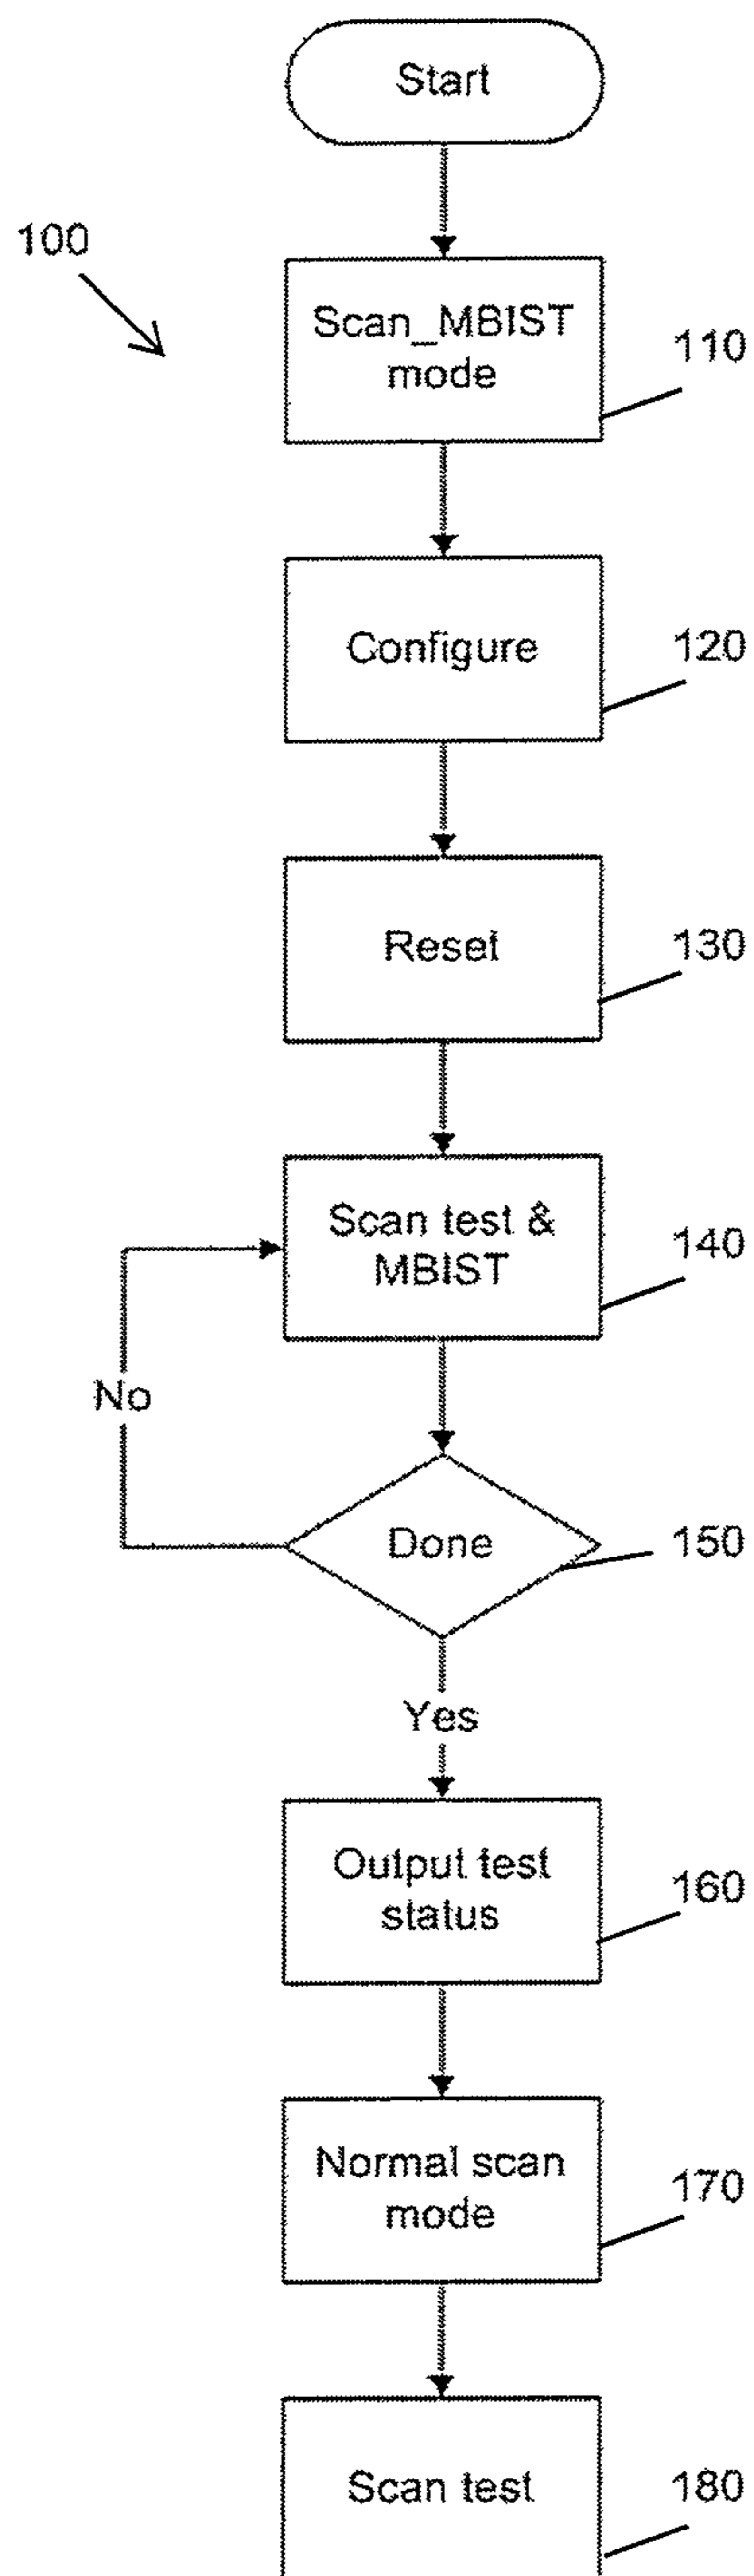 Start
100
Scan_MBIST
mode
110
Configure
120
Reset
130
Scan test &
MBIST
140
No
Done
150
Yes
Output test
status
160
Normal scan
mode
170
Scan test
180